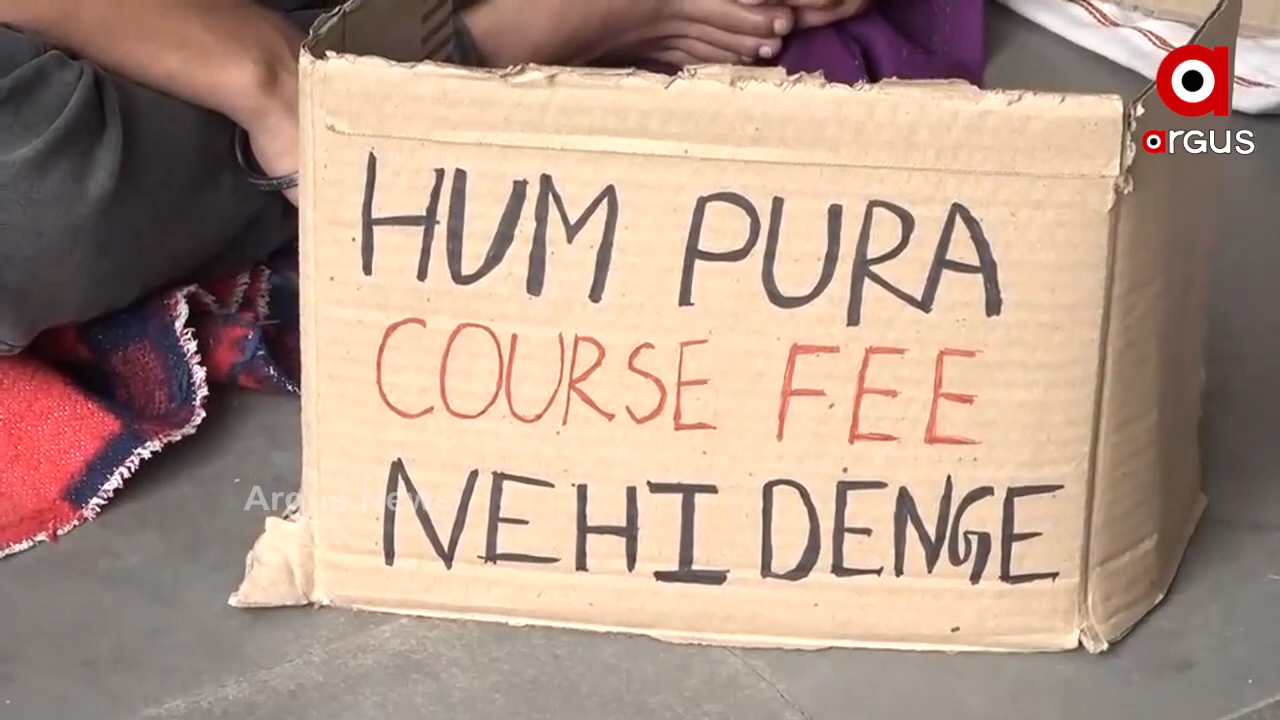 argus
HUM PURA
COURSE FEE
NEHI DENGE
Argus News